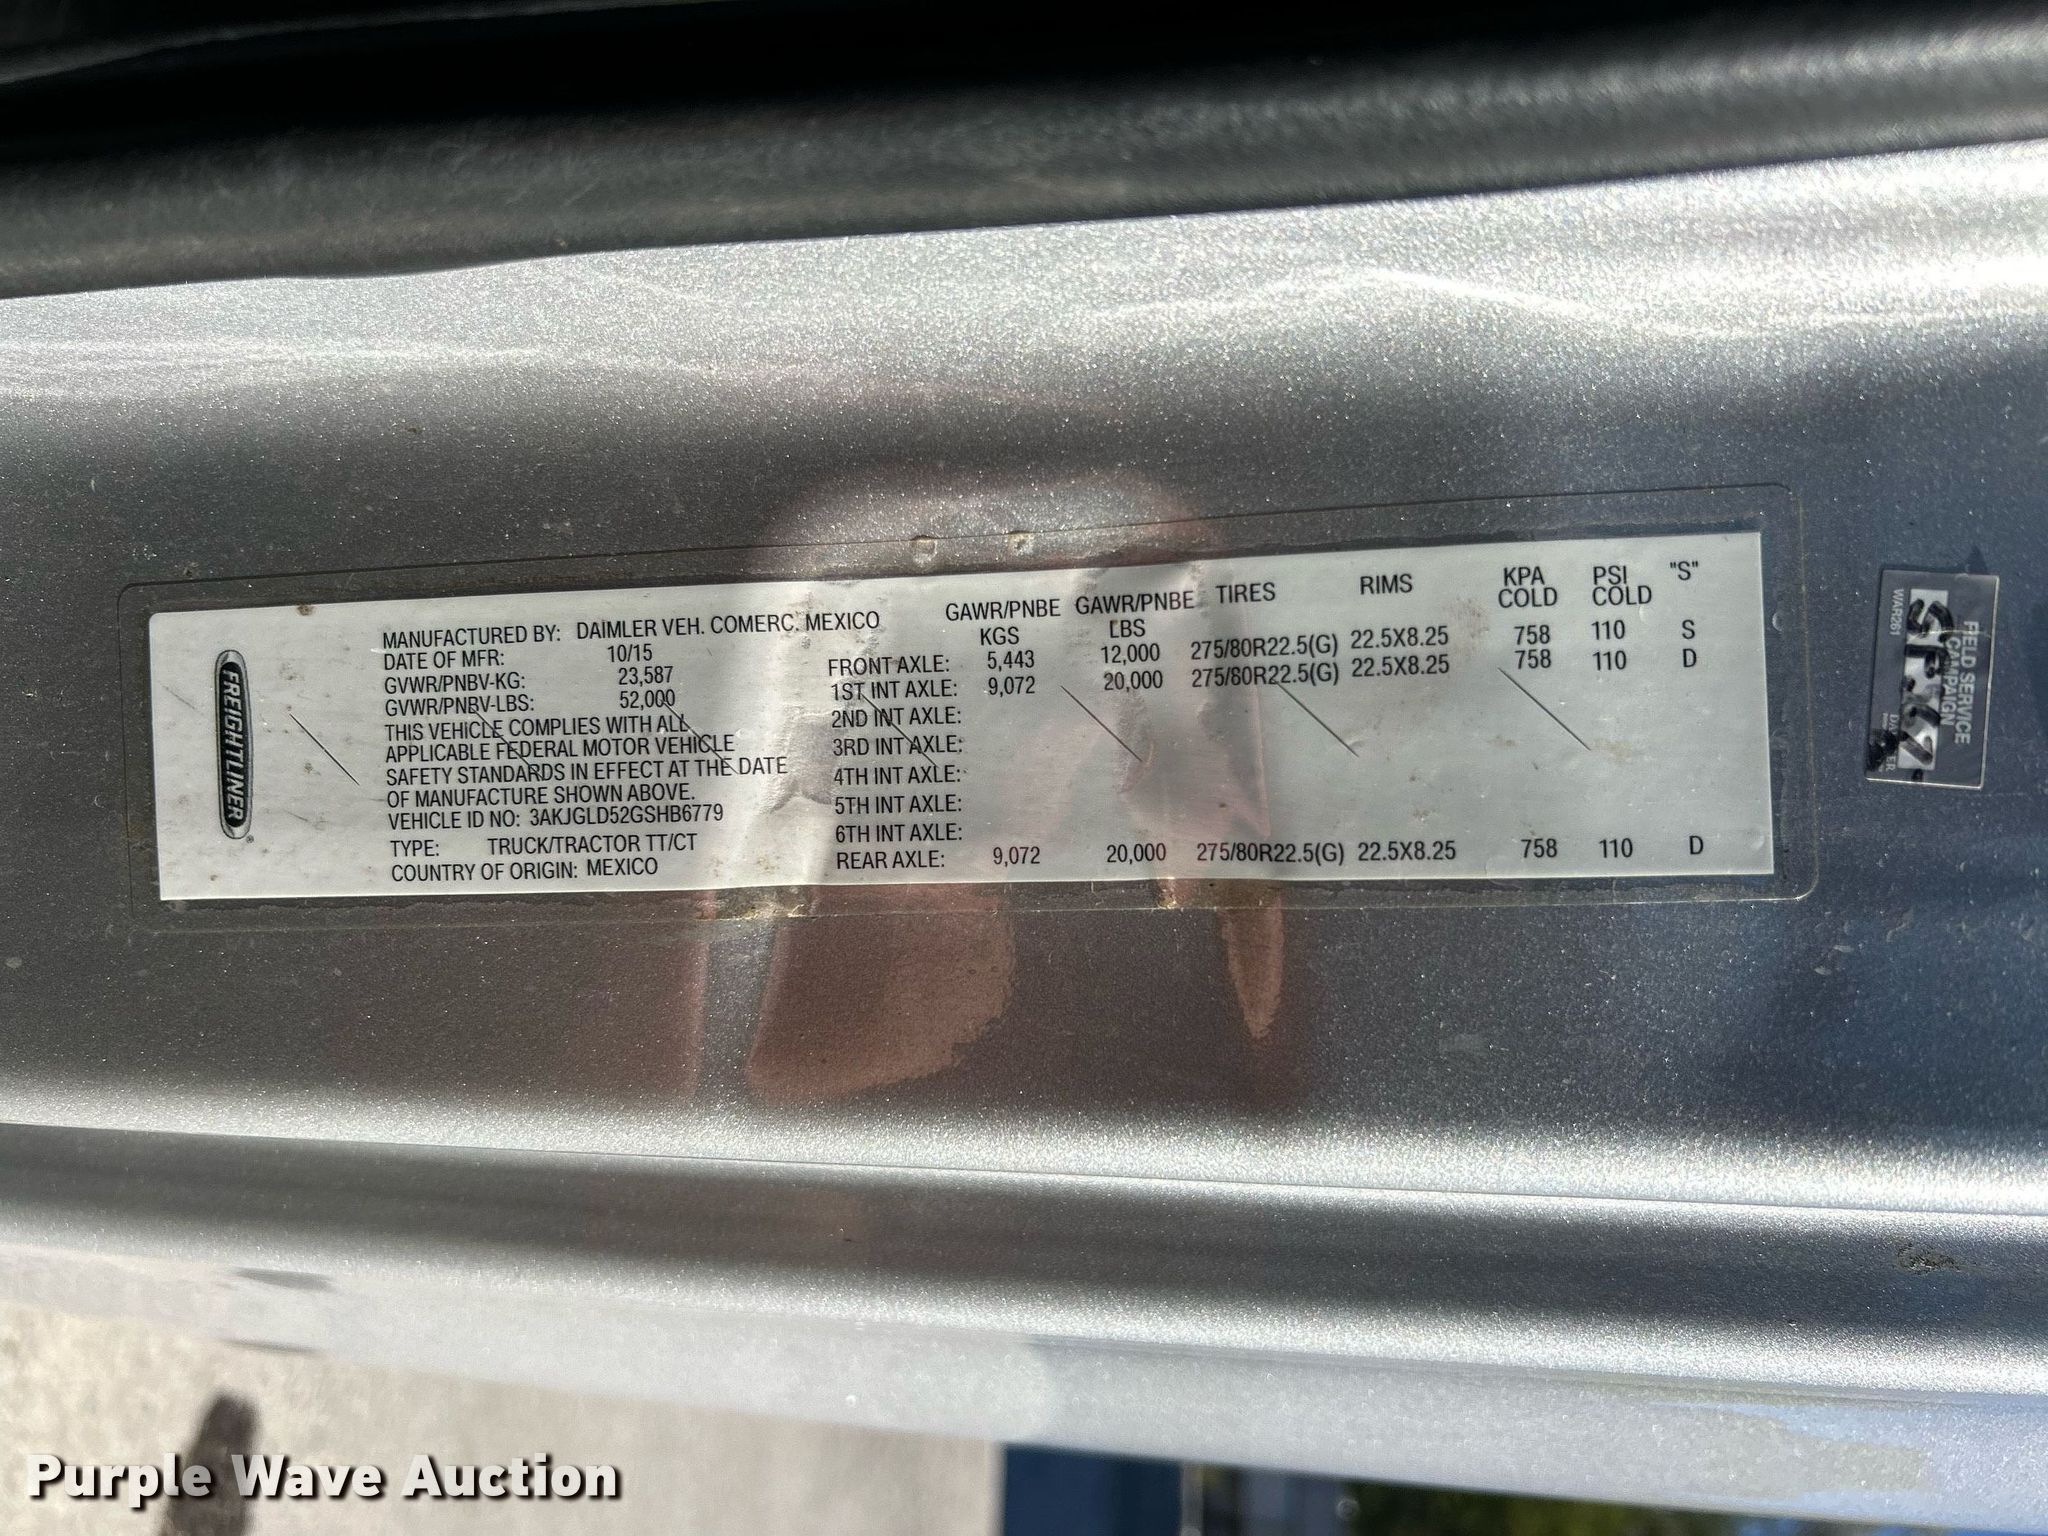 FREIGHTLINER
MANUFACTURED BY: DAIMLER VEH. COMERC. MEXICO
DATE OF MFR: 10/15
GVWR/PNBV-KG: 23,587
GVWR/PNBV-LBS: 52,000
THIS VEHICLE COMPLIES WITH ALL
APPLICABLE FEDERAL MOTOR VEHICLE
SAFETY STANDARDS IN EFFECT AT THE DATE
OF MANUFACTURE SHOWN ABOVE.
VEHICLE ID NO: 3AKJGLD52GSHB6779
TYPE: TRUCK/TRACTOR TT/CT
COUNTRY OF ORIGIN: MEXICO
GAWR/PNBE KGS GAWR/PNBE LBS TIRES RIMS KPA COLD PSI COLD "S"
FRONT AXLE: 5,443 12,000 275/80R22.5(G) 22.5X8.25 758 110 S
1ST INT AXLE: 9,072 20,000 275/80R22.5(G) 22.5X8.25 758 110 D
2ND INT AXLE:
3RD INT AXLE:
4TH INT AXLE:
5TH INT AXLE:
6TH INT AXLE:
REAR AXLE: 9,072 20,000 275/80R22.5(G) 22.5X8.25 758 110 D
FIELD SERVICE
CAMPAIGN
WAR261
Purple Wave Auction